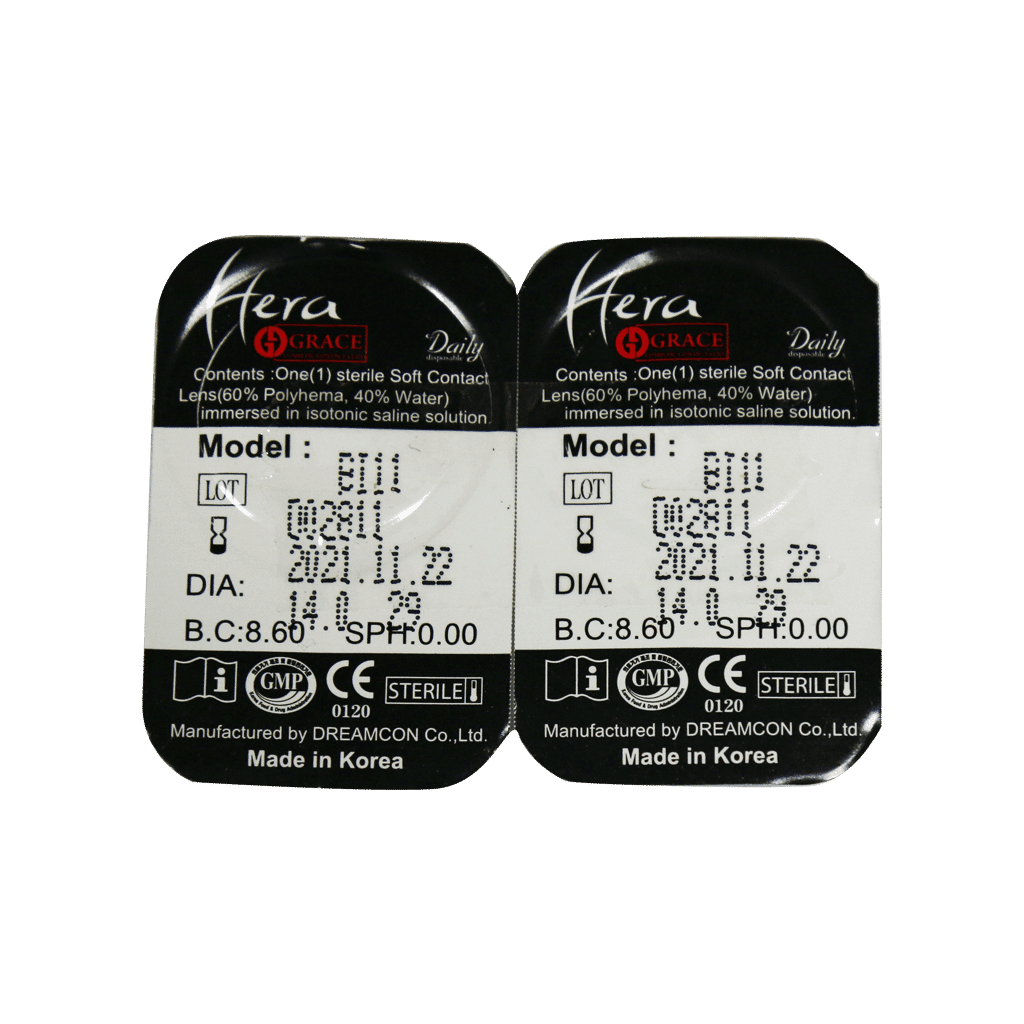 Hera
GRACE
Daily
disposable
Contents :One(1) sterile Soft Contact
Lens(60% Polyhema, 40% Water)
immersed in isotonic saline solution.
Model :
LOT
2021.11.22
DIA:
14.0 29
B.C:8.60 SPH:0.00
GMP
CE
0120
STERILE
Manufactured by DREAMCON Co.,Ltd.
Made in Korea
Hera
GRACE
Daily
disposable
Contents :One(1) sterile Soft Contact
Lens(60% Polyhema, 40% Water)
immersed in isotonic saline solution.
Model :
LOT
2021.11.22
DIA:
14.0 29
B.C:8.60 SPH:0.00
GMP
CE
0120
STERILE
Manufactured by DREAMCON Co.,Ltd.
Made in Korea